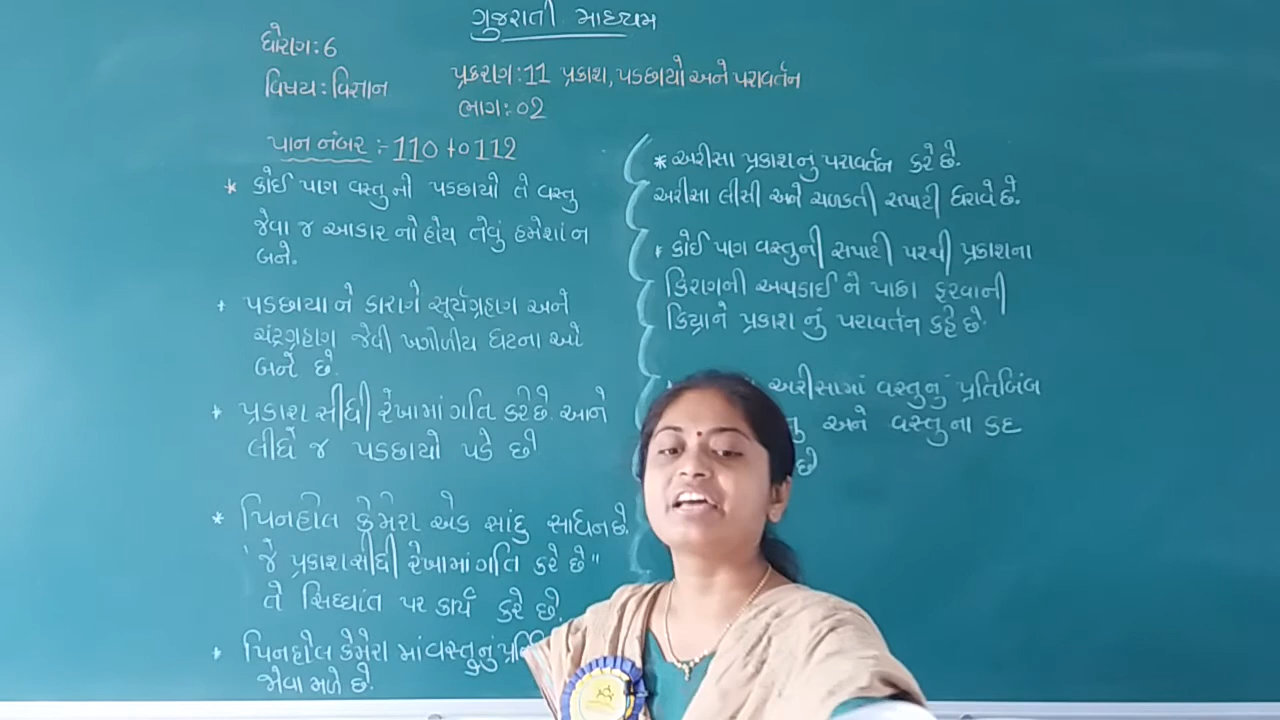 ગુજરાતી માધ્યમ
ધોરણ:6
વિષય:વિજ્ઞાન
પ્રકરણ:11 પ્રકાશ, પડછાયો અને પરાવર્તન
ભાગ:02
પાન નંબર :- 110 to 112
* કોઈ પણ વસ્તુનો પડછાયો તે વસ્તુ
જેવા જ આકાર નો હોય તેવું હમેશાં ન
બને.
* પડછાયા ને કારણે સૂર્યગ્રહણ અને
ચંદ્રગ્રહણ જેવી ખગોળીય ઘટના ઓ
બને છે.
* પ્રકાશ સીધી રેખામાં ગતિ કરે છે. આને
લીધે જ પડછાયો પડે છે
* પિનહોલ કેમેરા એક સાદું સાધન છે.
" જે પ્રકાશ સીધી રેખામાં ગતિ કરે છે "
તે સિધ્ધાંત પર કાર્ય કરે છે.
* પિનહોલ કેમેરા માં વસ્તુનું
જોવા મળે છે.
* અરીસા પ્રકાશનું પરાવર્તન કરે છે.
અરીસા લીસી અને ચળકતી સપાટી ધરાવે છે.
* કોઈ પણ વસ્તુની સપાટી પરથી પ્રકાશના
કિરણની અથડાઈ ને પાછા ફરવાની
ક્રિયાને પ્રકાશ નું પરાવર્તન કહે છે.
અરીસામાં વસ્તુનું પ્રતિબિંબ
અને વસ્તુના કદ
છે